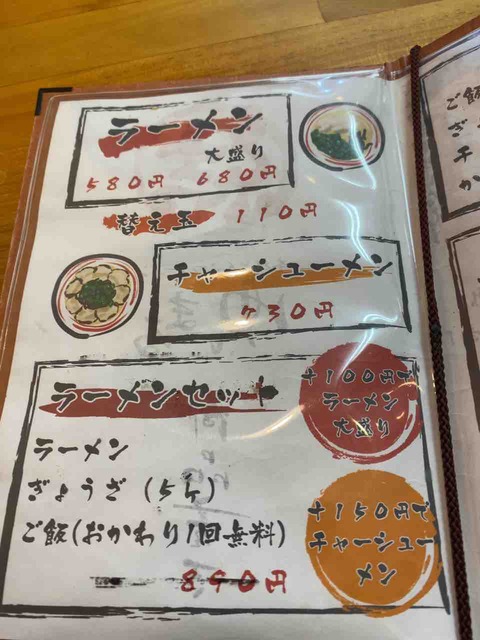 ラーメン
大盛り
580円 680円
替え玉 110円
チャーシューメン
730円
ラーメンセット
+100円で
ラーメン
大盛り
ラーメン
ぎょうざ (5ケ)
ご飯(おかわり1回無料)
890円
+150円で
チャーシュー
メン
ご飯